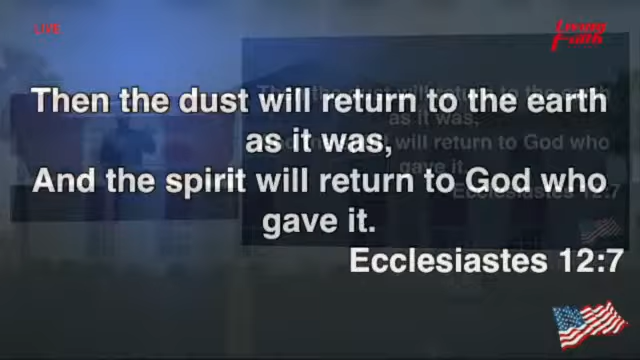 LIVE
Living
Faith
Then the dust will return to the earth
as it was,
And the spirit will return to God who
gave it.
Ecclesiastes 12:7